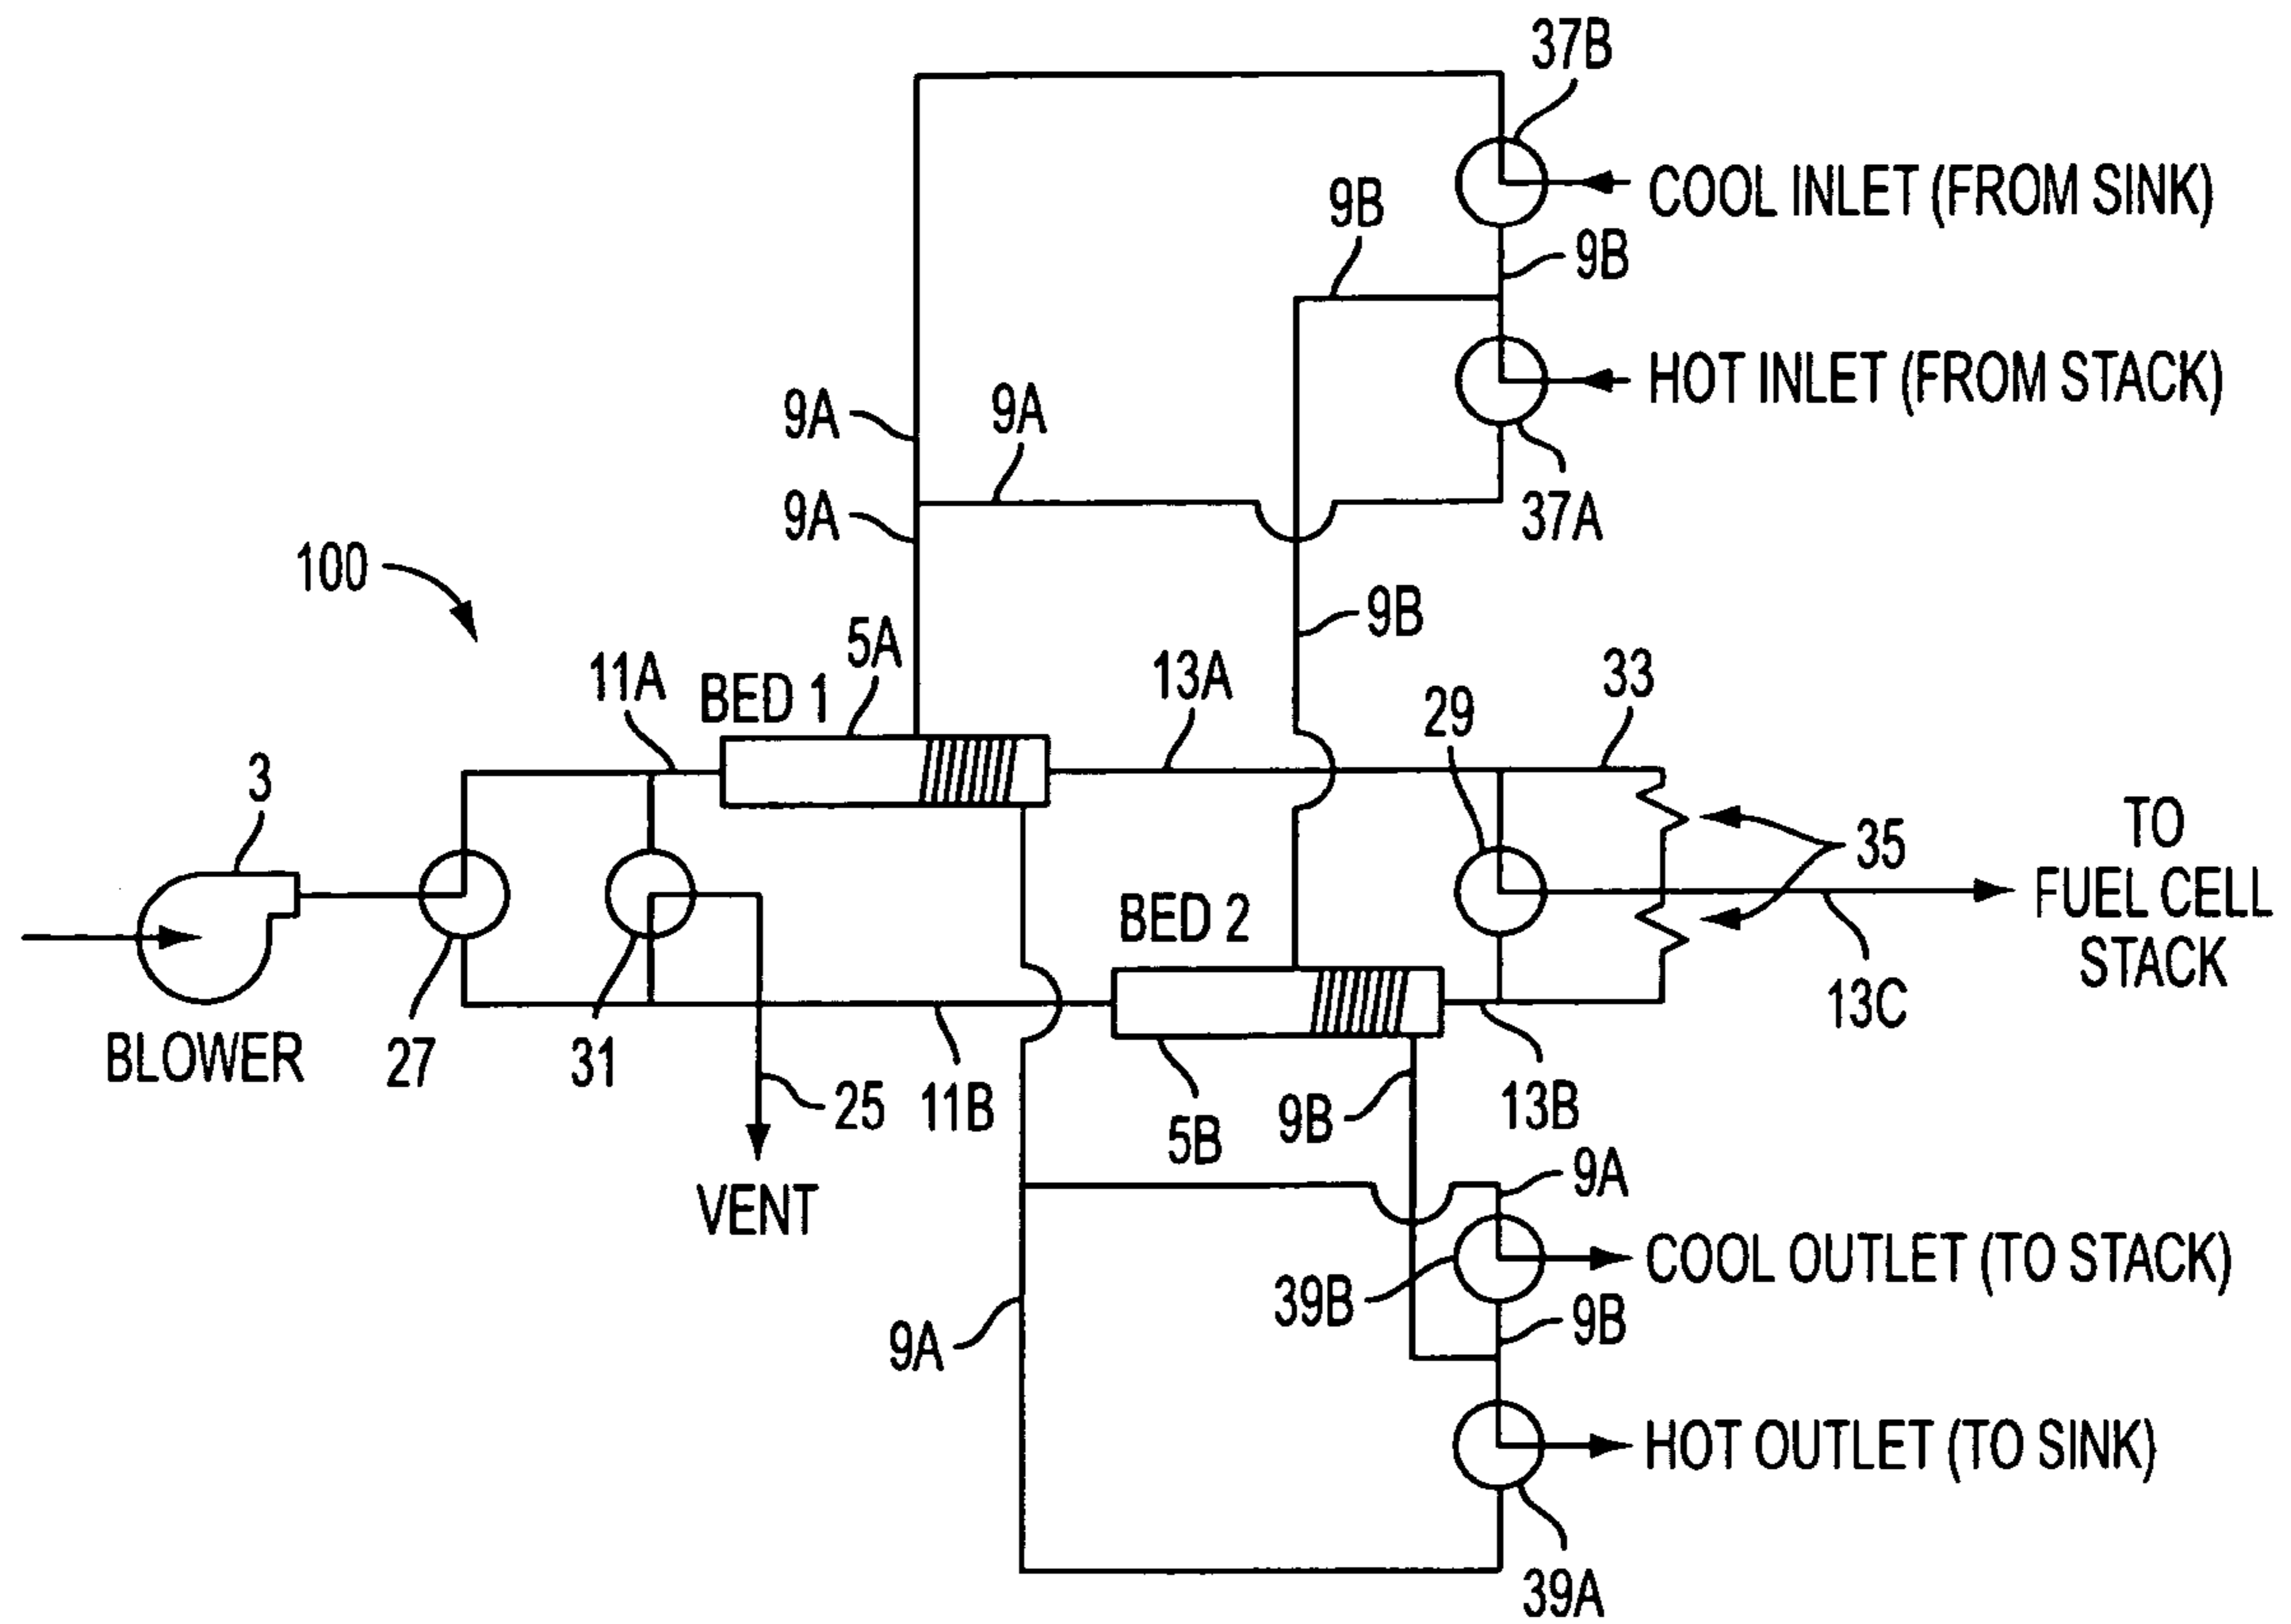 37B
COOL INLET (FROM SINK)
9B
9B
HOT INLET (FROM STACK)
9A
9A
9A
37A
100
9B
5A
11A
BED 1
13A
33
29
3
TO
FUEL CELL
STACK
35
BED 2
13C
BLOWER
27
31
25
11B
5B
9B
13B
VENT
9A
COOL OUTLET (TO STACK)
39B
9B
9A
HOT OUTLET (TO SINK)
39A